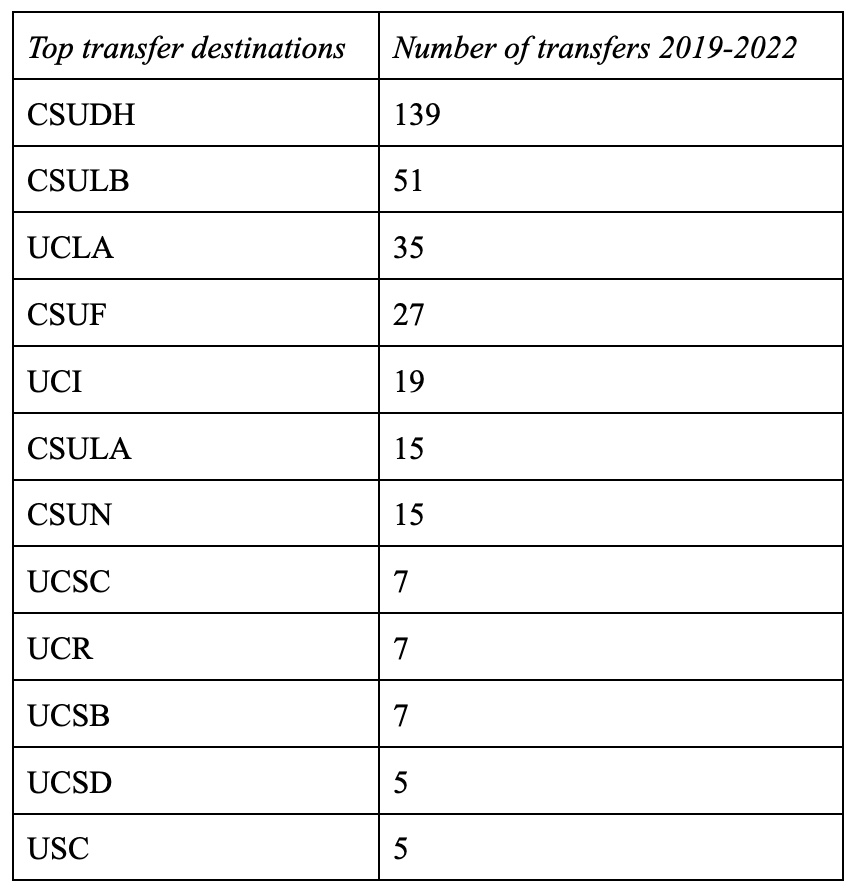 Top transfer destinations Number of transfers 2019-2022
CSUDH 139
CSULB 51
UCLA 35
CSUF 27
UCI 19
CSULA 15
CSUN 15
UCSC 7
UCR 7
UCSB 7
UCSD 5
USC 5